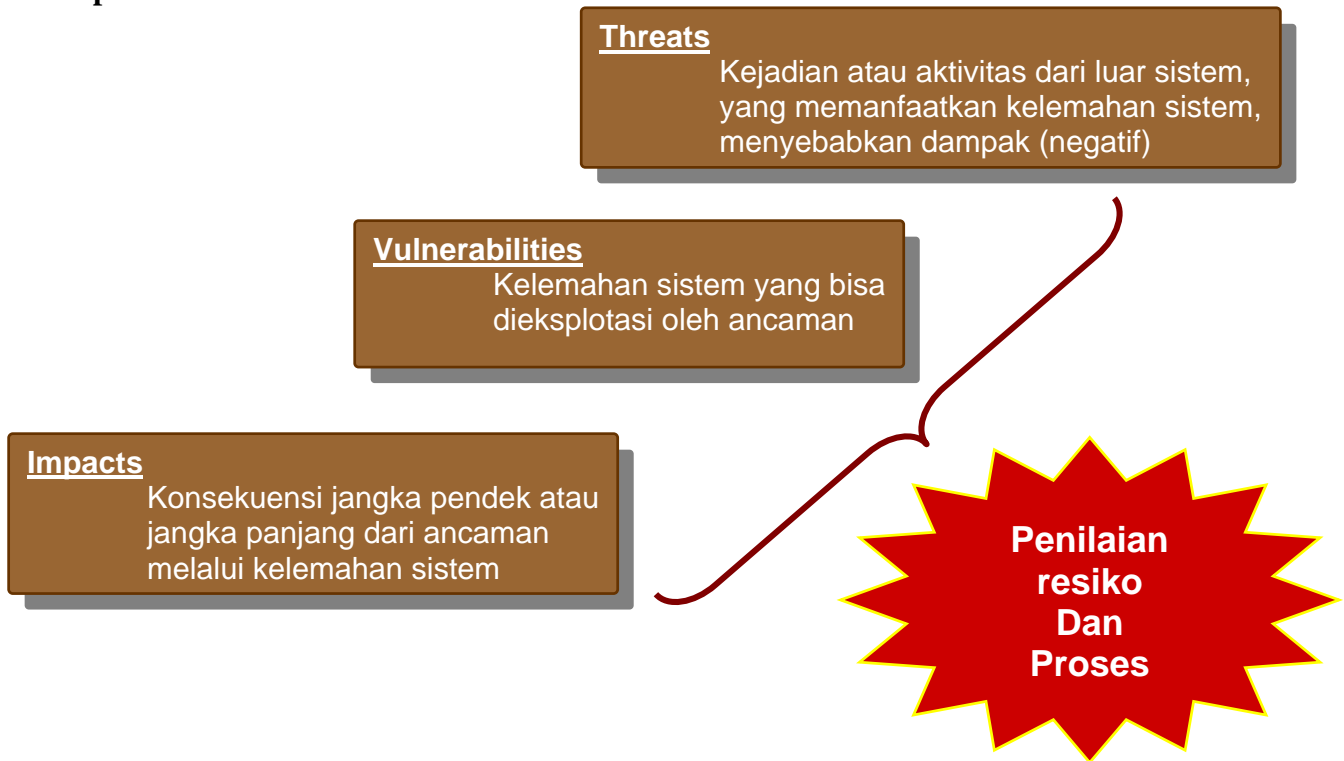 Threats
Kejadian atau aktivitas dari luar sistem,
yang memanfaatkan kelemahan sistem,
menyebabkan dampak (negatif)
Vulnerabilities
Kelemahan sistem yang bisa
dieksplotasi oleh ancaman
Impacts
Konsekuensi jangka pendek atau
jangka panjang dari ancaman
melalui kelemahan sistem
Penilaian
resiko
Dan
Proses